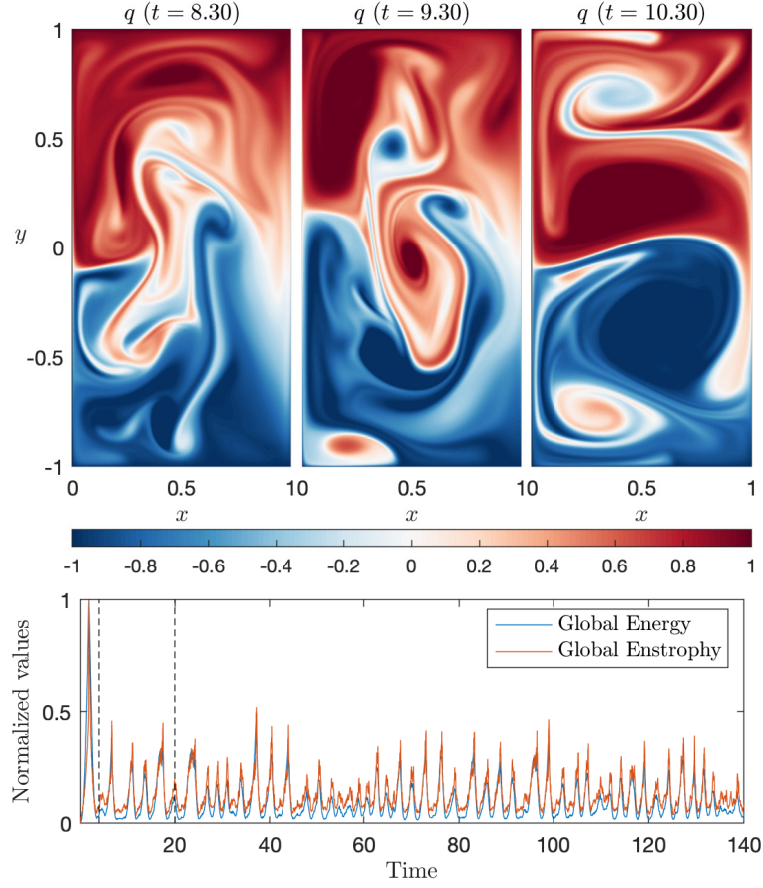 q (t = 8.30) q (t = 9.30) q (t = 10.30)
1
0.5
y 0
-0.5
-1
0 0.5 10 0.5 10 0.5 1
x x x
-1 -0.8 -0.6 -0.4 -0.2 0 0.2 0.4 0.6 0.8 1
1
Global Energy
Global Enstrophy
Normalized values
0.5
0
20 40 60 80 100 120 140
Time